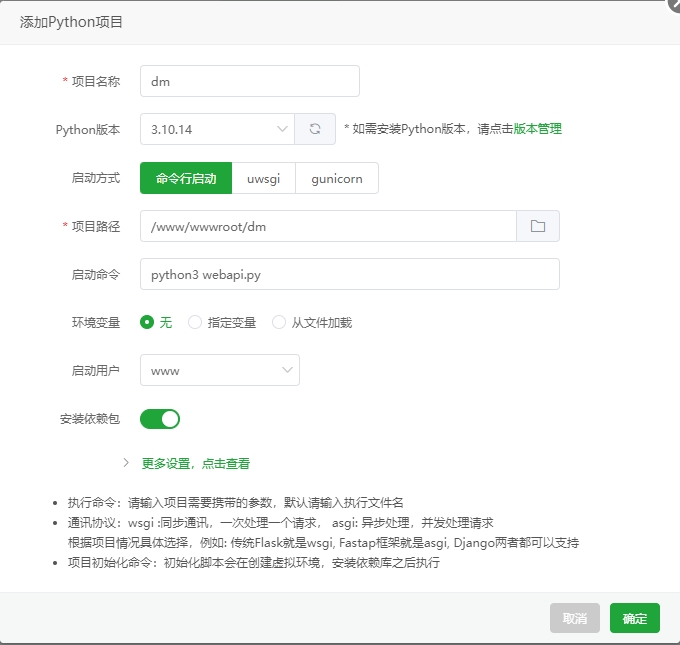 添加Python项目
* 项目名称 dm
Python版本 3.10.14 * 如需安装Python版本，请点击版本管理
启动方式 命令行启动 uwsgi gunicorn
* 项目路径 /www/wwwroot/dm
启动命令 python3 webapi.py
环境变量 无 指定变量 从文件加载
启动用户 www
安装依赖包
更多设置，点击查看
执行命令：请输入项目需要携带的参数，默认请输入执行文件名
通讯协议：wsgi :同步通讯，一次处理一个请求， asgi: 异步处理，并发处理请求
根据项目情况具体选择，例如: 传统Flask就是wsgi, Fastap框架就是asgi, Django两者都可以支持
项目初始化命令：初始化脚本会在创建虚拟环境，安装依赖库之后执行
取消 确定